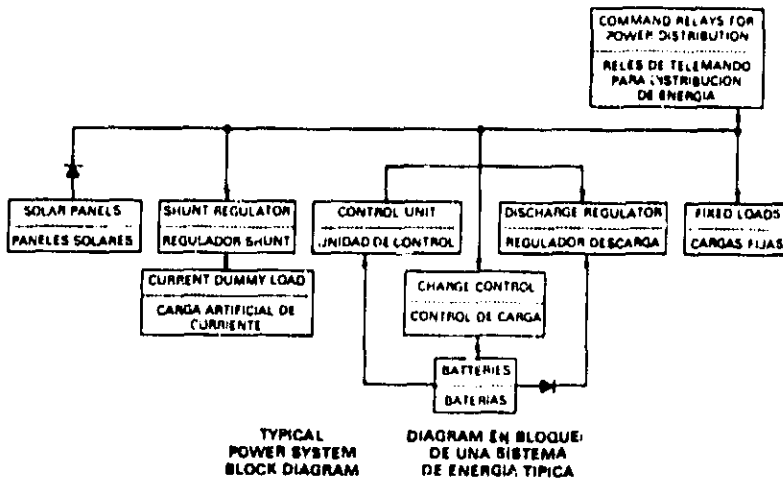 COMMAND RELAYS FOR
POWER DISTRIBUTION
RELES DE TELEMANDO
PARA DISTRIBUCION
DE ENERGIA
SOLAR PANELS
PANELES SOLARES
SHUNT REGULATOR
REGULADOR SHUNT
CURRENT DUMMY LOAD
CARGA ARTIFICIAL DE
CURRIENTE
CONTROL UNIT
UNIDAD DE CONTROL
DISCHARGE REGULATOR
REGULADOR DESCARGA
FIXED LOADS
CARGAS FIJAS
CHARGE CONTROL
CONTROL DE CARGA
BATTERIES
BATERIAS
TYPICAL
POWER SYSTEM
BLOCK DIAGRAM
DIAGRAM EN BLOQUE
DE UNA SISTEMA
DE ENERGIA TIPICA